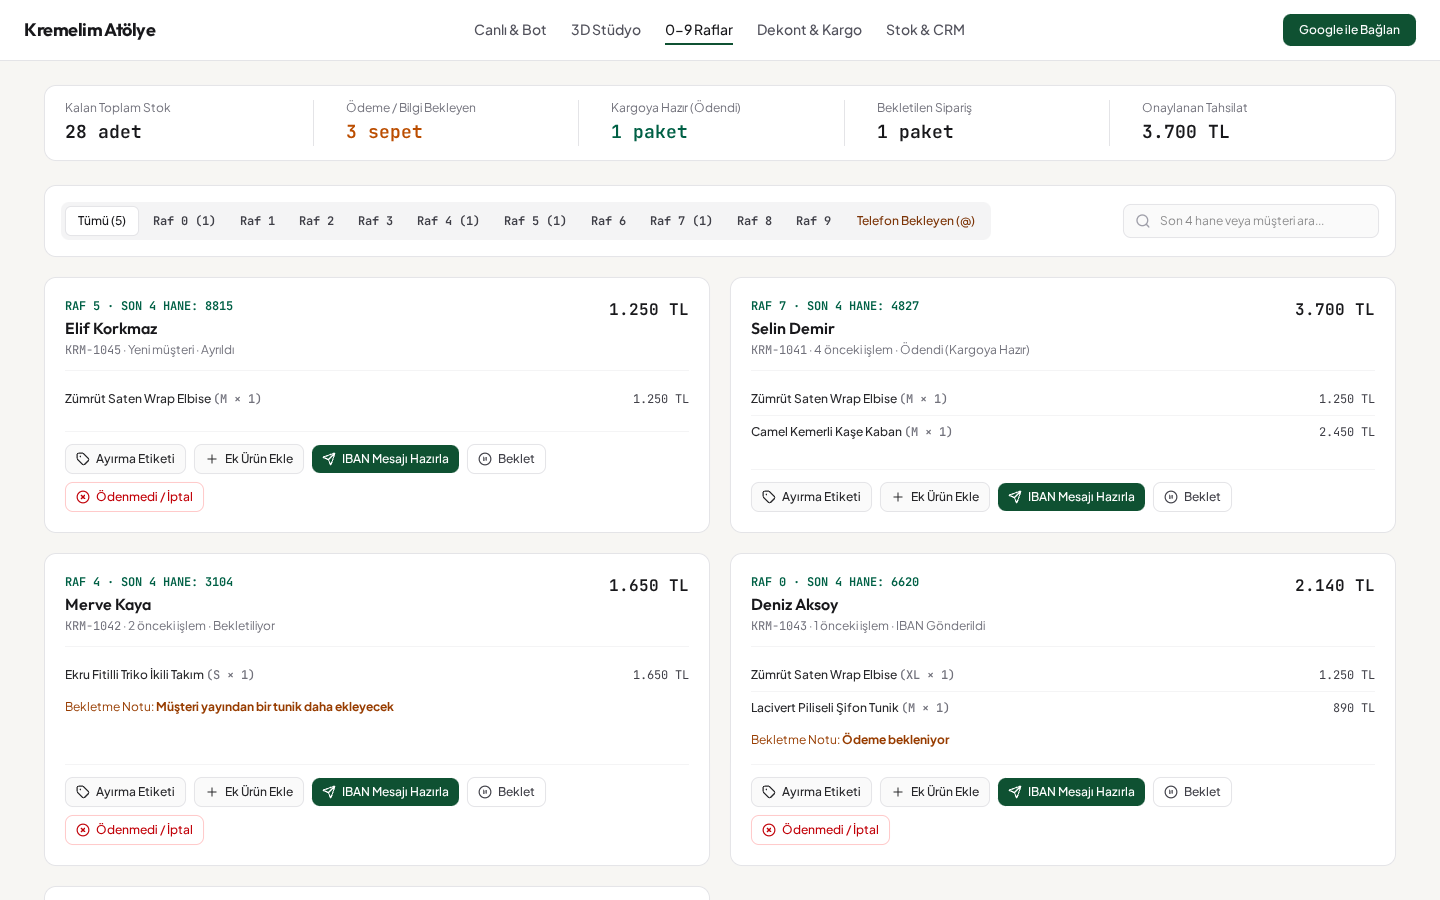 Kremelim Atölye
Canlı & Bot
3D Stüdyo
0–9 Raflar
Dekont & Kargo
Stok & CRM
Google ile Bağlan
Kalan Toplam Stok
28 adet
Ödeme / Bilgi Bekleyen
3 sepet
Kargoya Hazır (Ödendi)
1 paket
Bekletilen Sipariş
1 paket
Onaylanan Tahsilat
3.700 TL
Tümü (5)
Raf 0 (1)
Raf 1
Raf 2
Raf 3
Raf 4 (1)
Raf 5 (1)
Raf 6
Raf 7 (1)
Raf 8
Raf 9
Telefon Bekleyen (@)
Son 4 hane veya müşteri ara...
RAF 5 · SON 4 HANE: 8815
1.250 TL
Elif Korkmaz
KRM-1045 · Yeni müşteri · Ayrıldı
Zümrüt Saten Wrap Elbise (M × 1)
1.250 TL
Ayırma Etiketi
Ek Ürün Ekle
IBAN Mesajı Hazırla
Beklet
Ödenmedi / İptal
RAF 7 · SON 4 HANE: 4827
3.700 TL
Selin Demir
KRM-1041 · 4 önceki işlem · Ödendi (Kargoya Hazır)
Zümrüt Saten Wrap Elbise (M × 1)
1.250 TL
Camel Kemerli Kaşe Kaban (M × 1)
2.450 TL
Ayırma Etiketi
Ek Ürün Ekle
IBAN Mesajı Hazırla
Beklet
RAF 4 · SON 4 HANE: 3104
1.650 TL
Merve Kaya
KRM-1042 · 2 önceki işlem · Bekletiliyor
Ekru Fitilli Triko İkili Takım (S × 1)
1.650 TL
Bekletme Notu: Müşteri yayından bir tunik daha ekleyecek
Ayırma Etiketi
Ek Ürün Ekle
IBAN Mesajı Hazırla
Beklet
Ödenmedi / İptal
RAF 0 · SON 4 HANE: 6620
2.140 TL
Deniz Aksoy
KRM-1043 · 1 önceki işlem · IBAN Gönderildi
Zümrüt Saten Wrap Elbise (XL × 1)
1.250 TL
Lacivert Piliseli Şifon Tunik (M × 1)
890 TL
Bekletme Notu: Ödeme bekleniyor
Ayırma Etiketi
Ek Ürün Ekle
IBAN Mesajı Hazırla
Beklet
Ödenmedi / İptal